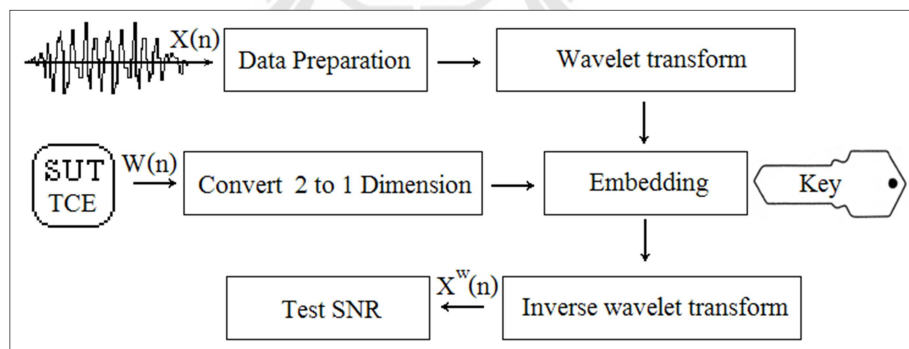 X(n)
Data Preparation
Wavelet transform
SUT
TCE
W(n)
Convert 2 to 1 Dimension
Embedding
Key
Test SNR
X^w(n)
Inverse wavelet transform